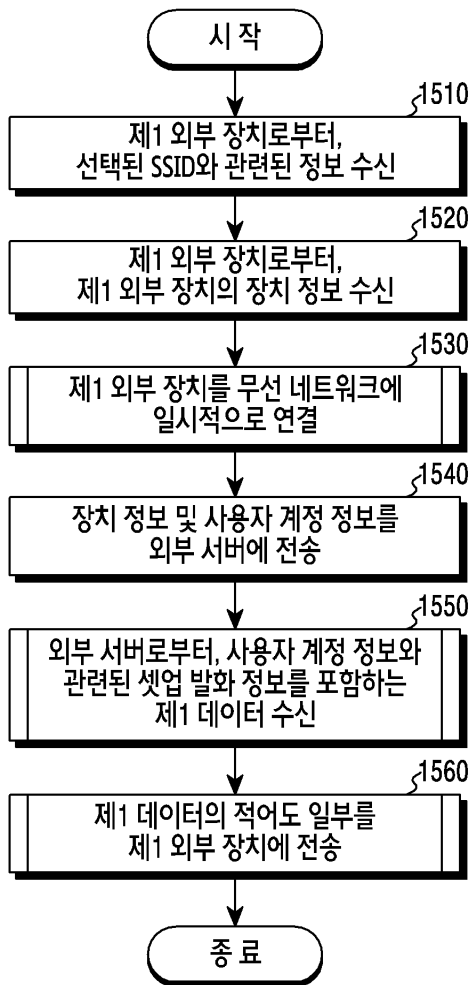 시 작
1510
제1 외부 장치로부터,
선택된 SSID와 관련된 정보 수신
1520
제1 외부 장치로부터,
제1 외부 장치의 장치 정보 수신
1530
제1 외부 장치를 무선 네트워크에
일시적으로 연결
1540
장치 정보 및 사용자 계정 정보를
외부 서버에 전송
1550
외부 서버로부터, 사용자 계정 정보와
관련된 셋업 발화 정보를 포함하는
제1 데이터 수신
1560
제1 데이터의 적어도 일부를
제1 외부 장치에 전송
종 료